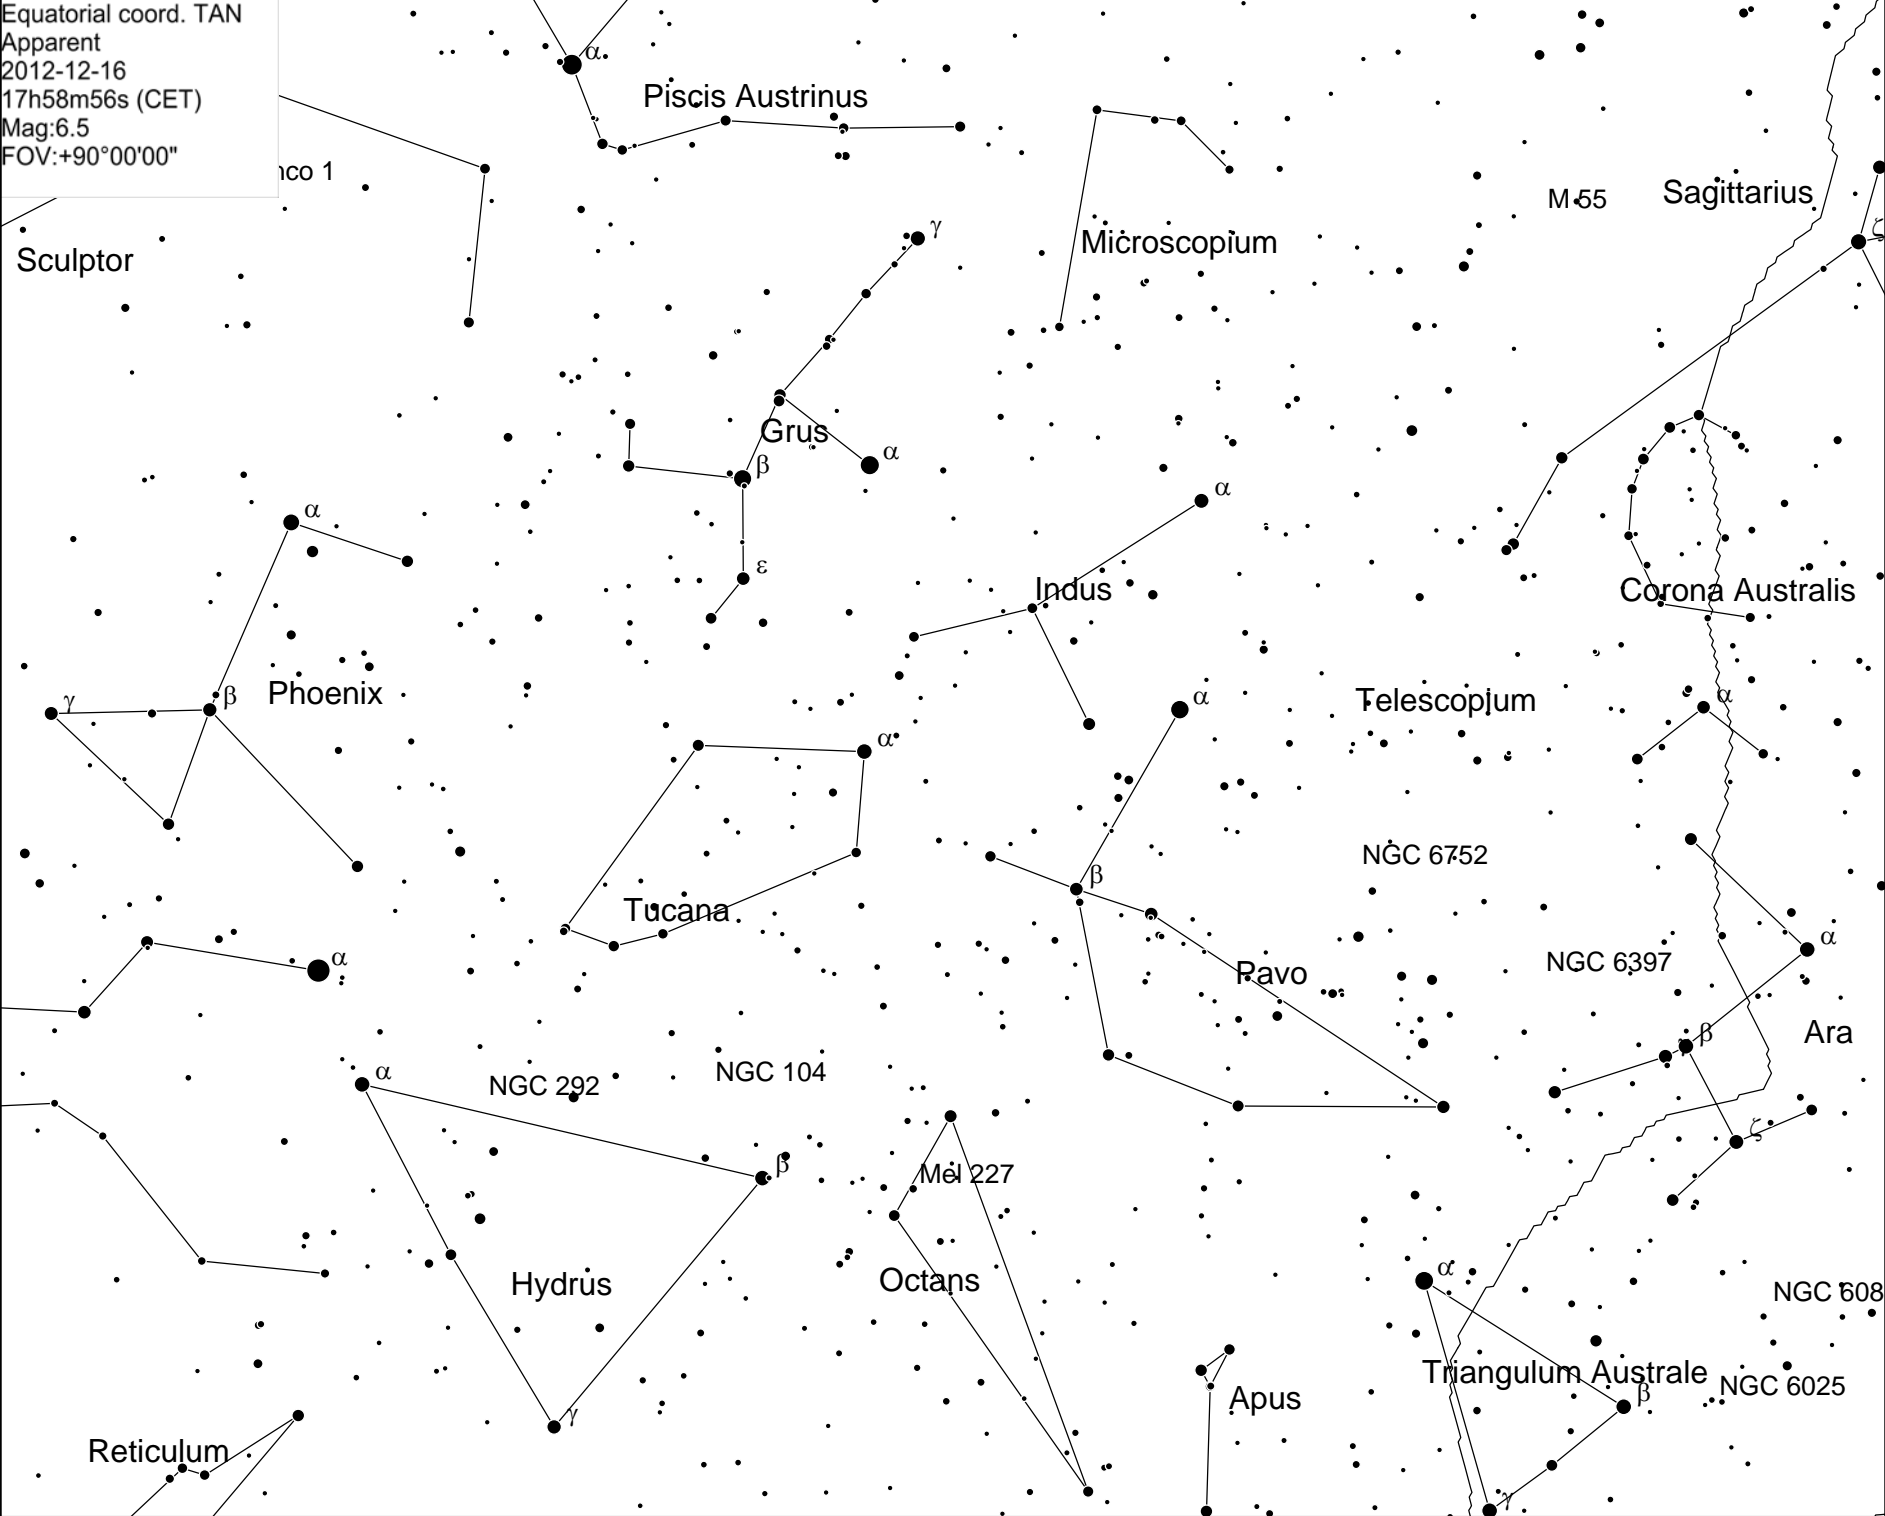 Equatorial coord. TAN
Apparent
2012-12-16
17h58m56s (CET)
Mag:6.5
FOV:+90°00'00"
α
Piscis Austrinus
nco 1
M 55
Sagittarius
ζ
γ
Microscopium
Sculptor
Grus
α
β
α
α
ε
Indus
Corona Australis
γ
β
Phoenix
α
Telescopium
α
α
NGC 6752
β
Tucana
α
α
NGC 6397
Pavo
Ara
β
γ
α
NGC 292
NGC 104
ζ
β
Mel 227
α
Hydrus
Octans
NGC 608
Triangulum Australe
NGC 6025
β
Apus
γ
Reticulum
γ